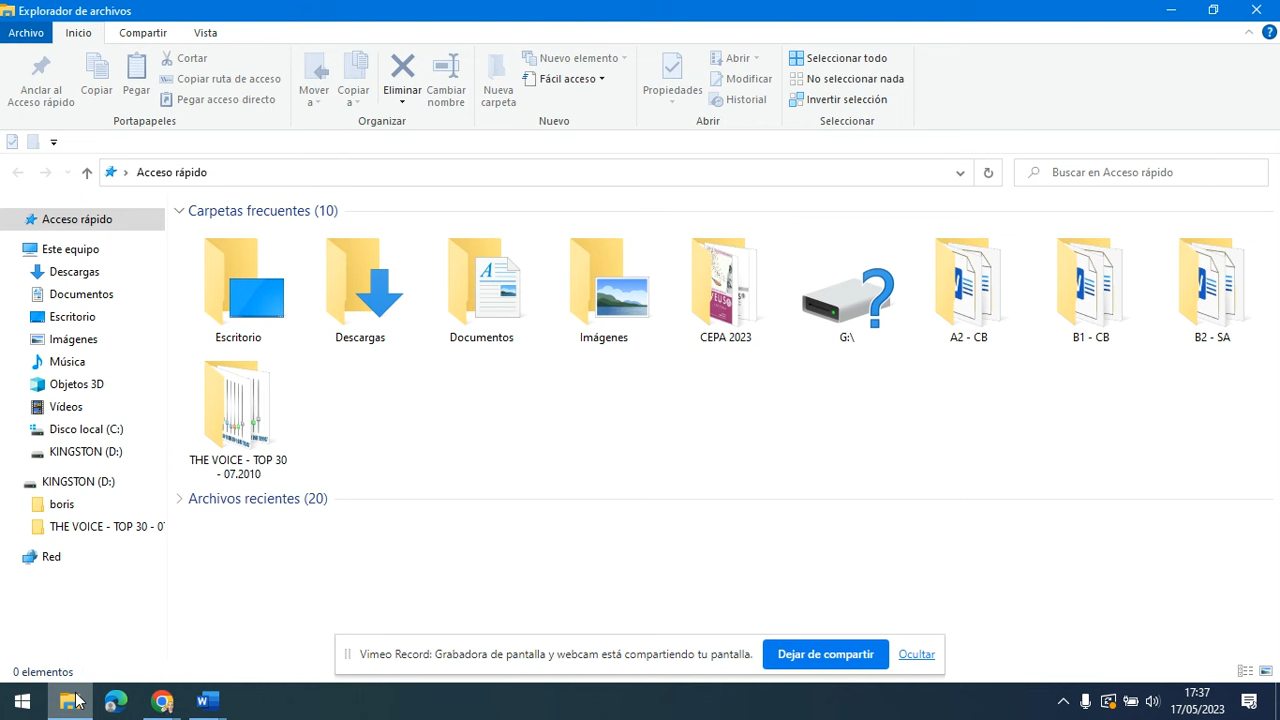 Explorador de archivos
Archivo Inicio Compartir Vista
Anclar al Acceso rápido
Copiar
Pegar
Cortar
Copiar ruta de acceso
Pegar acceso directo
Portapapeles
Mover a
Copiar a
Eliminar
Cambiar nombre
Organizar
Nueva carpeta
Nuevo elemento
Fácil acceso
Nuevo
Propiedades
Abrir
Modificar
Historial
Abrir
Seleccionar todo
No seleccionar nada
Invertir selección
Seleccionar
Acceso rápido
Buscar en Acceso rápido
Acceso rápido
Este equipo
Descargas
Documentos
Escritorio
Imágenes
Música
Objetos 3D
Vídeos
Disco local (C:)
KINGSTON (D:)
KINGSTON (D:)
boris
THE VOICE - TOP 30 - 07
Red
Carpetas frecuentes (10)
Escritorio
Descargas
Documentos
Imágenes
CEPA 2023
G:\
A2 - CB
B1 - CB
B2 - SA
THE VOICE - TOP 30
- 07.2010
Archivos recientes (20)
Vimeo Record: Grabadora de pantalla y webcam está compartiendo tu pantalla.
Dejar de compartir
Ocultar
0 elementos
17:37
17/05/2023